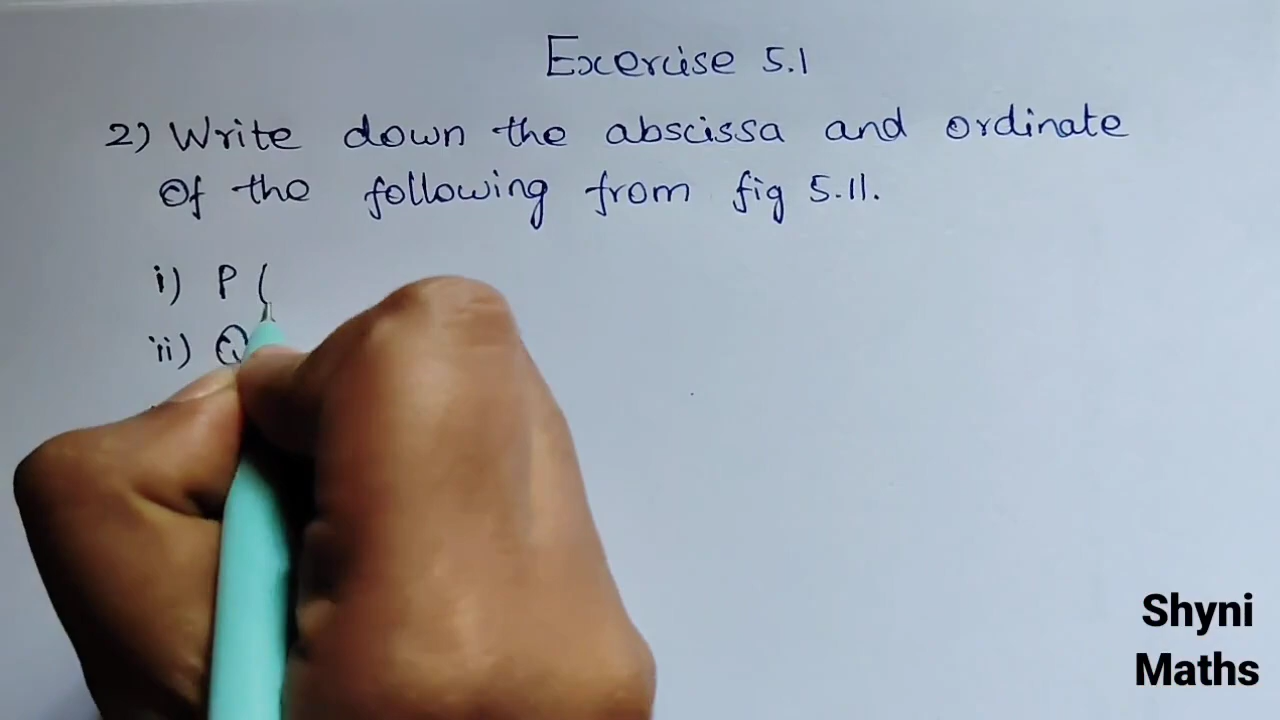 Exercise 5.1
2) Write down the abscissa and ordinate
of the following from fig 5.11.
i) P (
ii) Q
Shyni
Maths